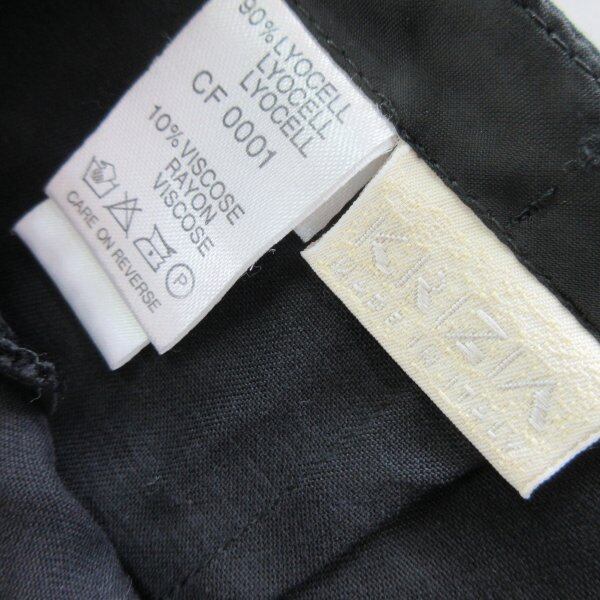 90% LYOCELL
LYOCELL
LYOCELL
CF 0001
10% VISCOSE
RAYON
VISCOSE
P
CARE ON REVERSE
KRIZIA
MADE IN ITALY